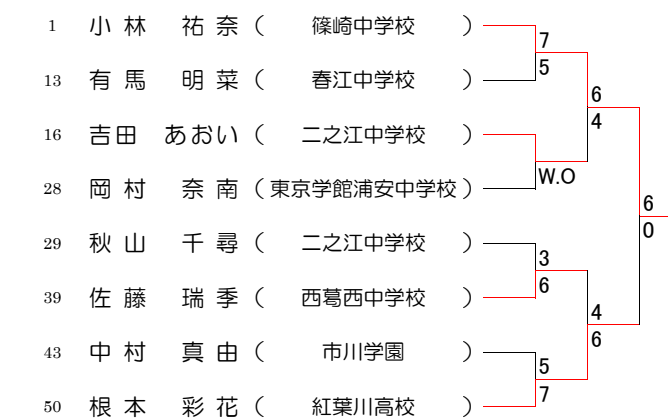 1 小林 祐奈 ( 篠崎中学校 )
7
5
13 有馬 明菜 ( 春江中学校 )
6
4
16 吉田 あおい ( 二之江中学校 )
W.O
28 岡村 奈南 ( 東京学館浦安中学校 )
6
0
29 秋山 千尋 ( 二之江中学校 )
3
6
39 佐藤 瑞季 ( 西葛西中学校 )
4
6
43 中村 真由 ( 市川学園 )
5
7
50 根本 彩花 ( 紅葉川高校 )